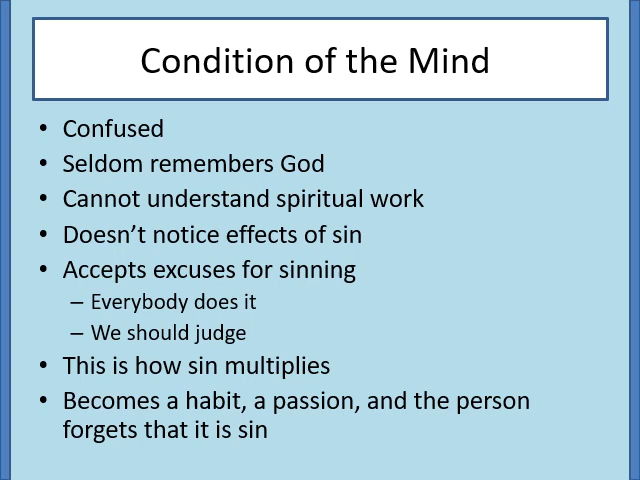 Condition of the Mind
• Confused
• Seldom remembers God
• Cannot understand spiritual work
• Doesn’t notice effects of sin
• Accepts excuses for sinning
– Everybody does it
– We should judge
• This is how sin multiplies
• Becomes a habit, a passion, and the person
forgets that it is sin